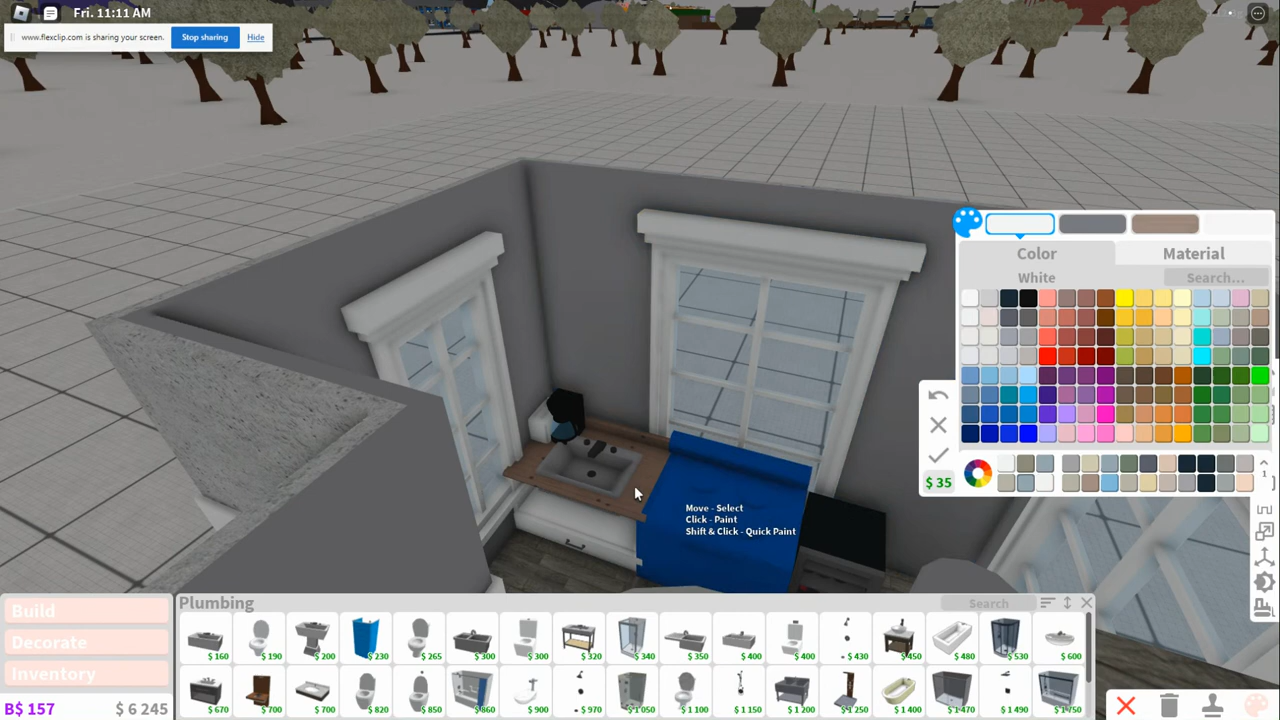 Fri. 11:11 AM
www.flexclip.com is sharing your screen. Stop sharing Hide
Color
Material
White
Search...
Move - Select
Click - Paint
Shift & Click - Quick Paint
$ 35
1
Build
Decorate
Inventory
B$ 157
$ 6 245
Plumbing
Search
$ 160 $ 190 $ 200 $ 230 $ 265 $ 300 $ 300 $ 320 $ 340 $ 350 $ 400 $ 400 $ 430 $ 450 $ 480 $ 530 $ 600
$ 670 $ 700 $ 700 $ 820 $ 850 $ 860 $ 900 $ 970 $ 1 050 $ 1 100 $ 1 150 $ 1 200 $ 1 250 $ 1 400 $ 1 470 $ 1 490 $ 1 750